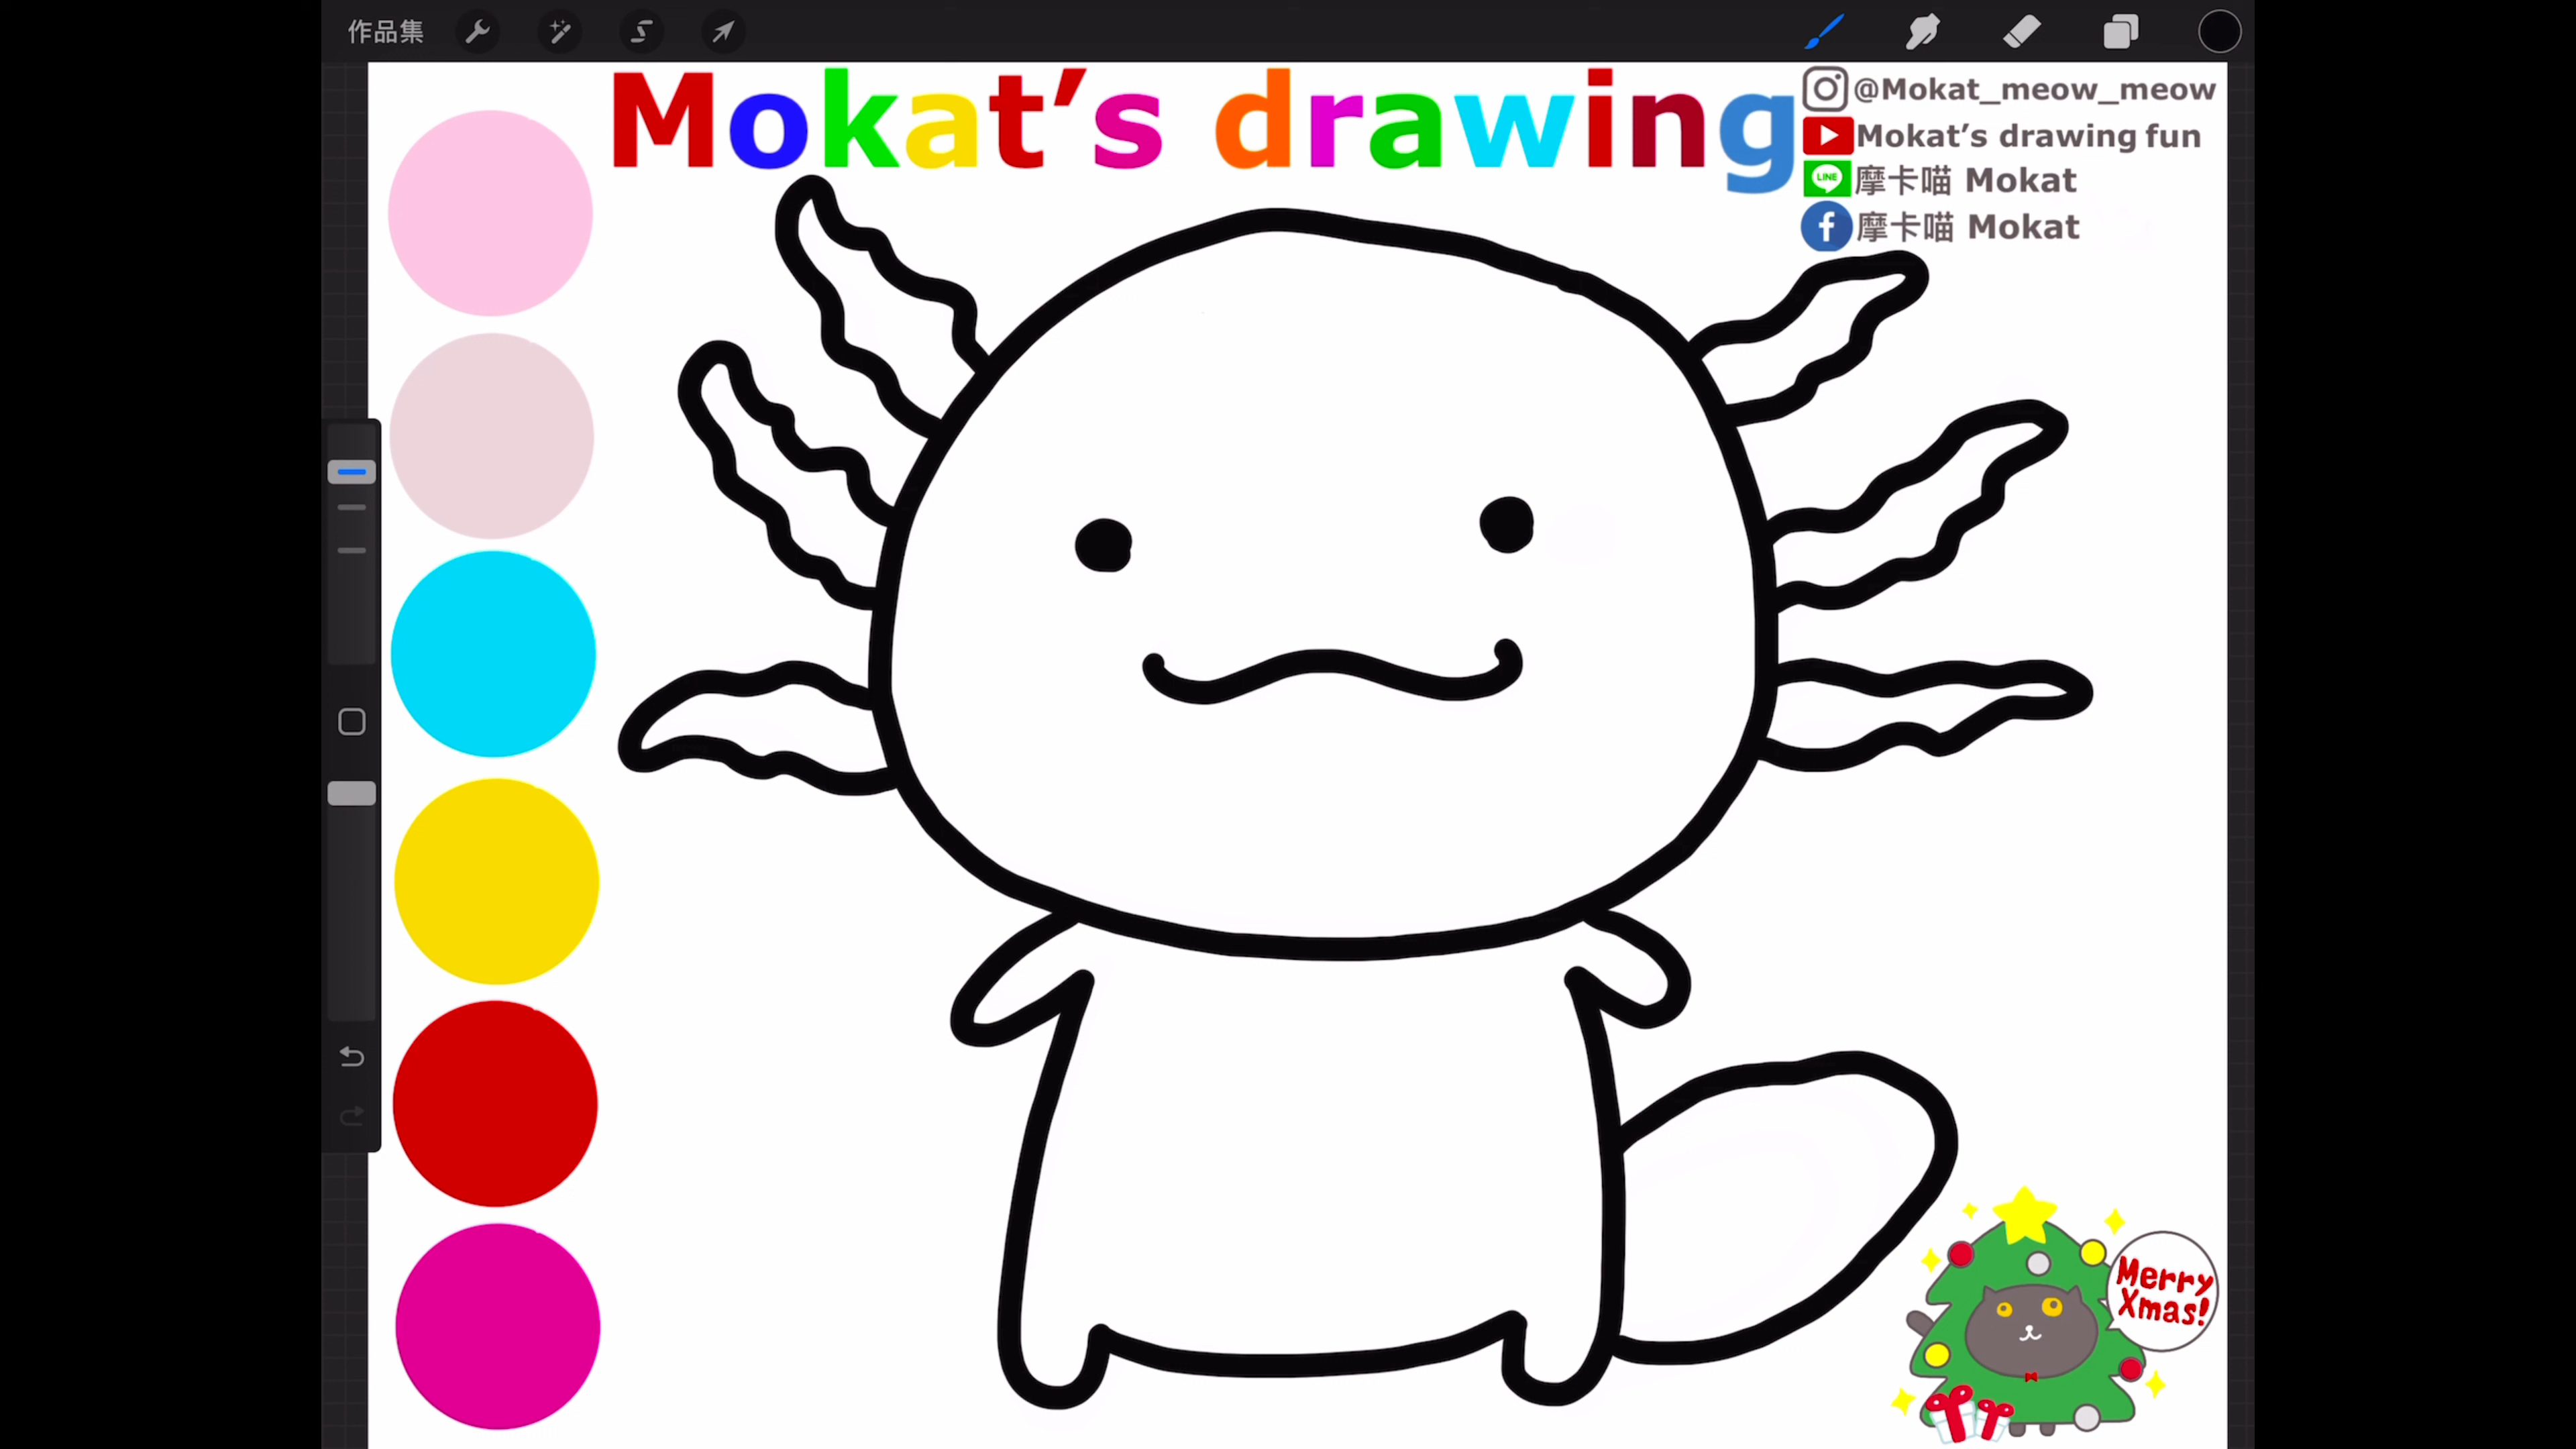 作品集
Mokat’s drawing
@Mokat_meow_meow
Mokat’s drawing fun
LINE
摩卡喵 Mokat
摩卡喵 Mokat
Merry
Xmas!